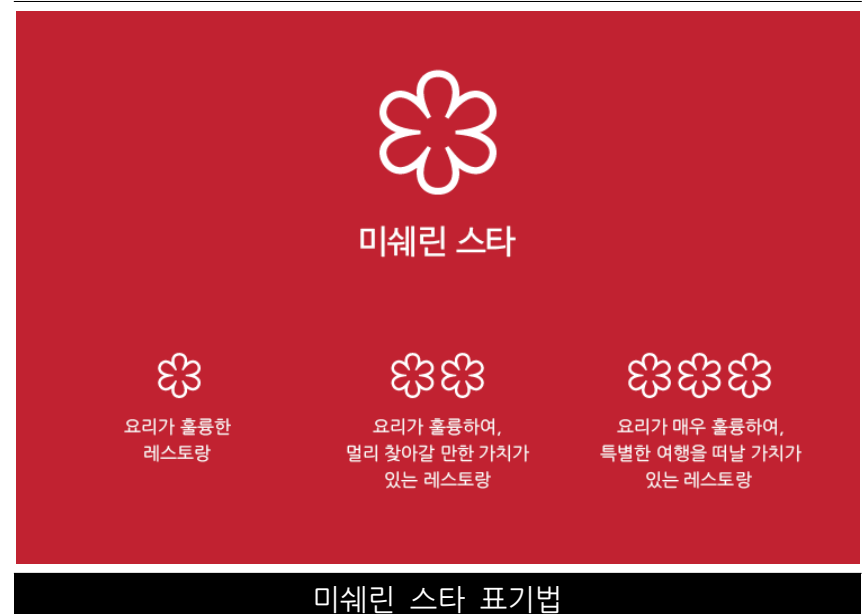 미쉐린 스타
요리가 훌륭한
레스토랑
요리가 훌륭하여,
멀리 찾아갈 만한 가치가
있는 레스토랑
요리가 매우 훌륭하여,
특별한 여행을 떠날 가치가
있는 레스토랑
미쉐린 스타 표기법